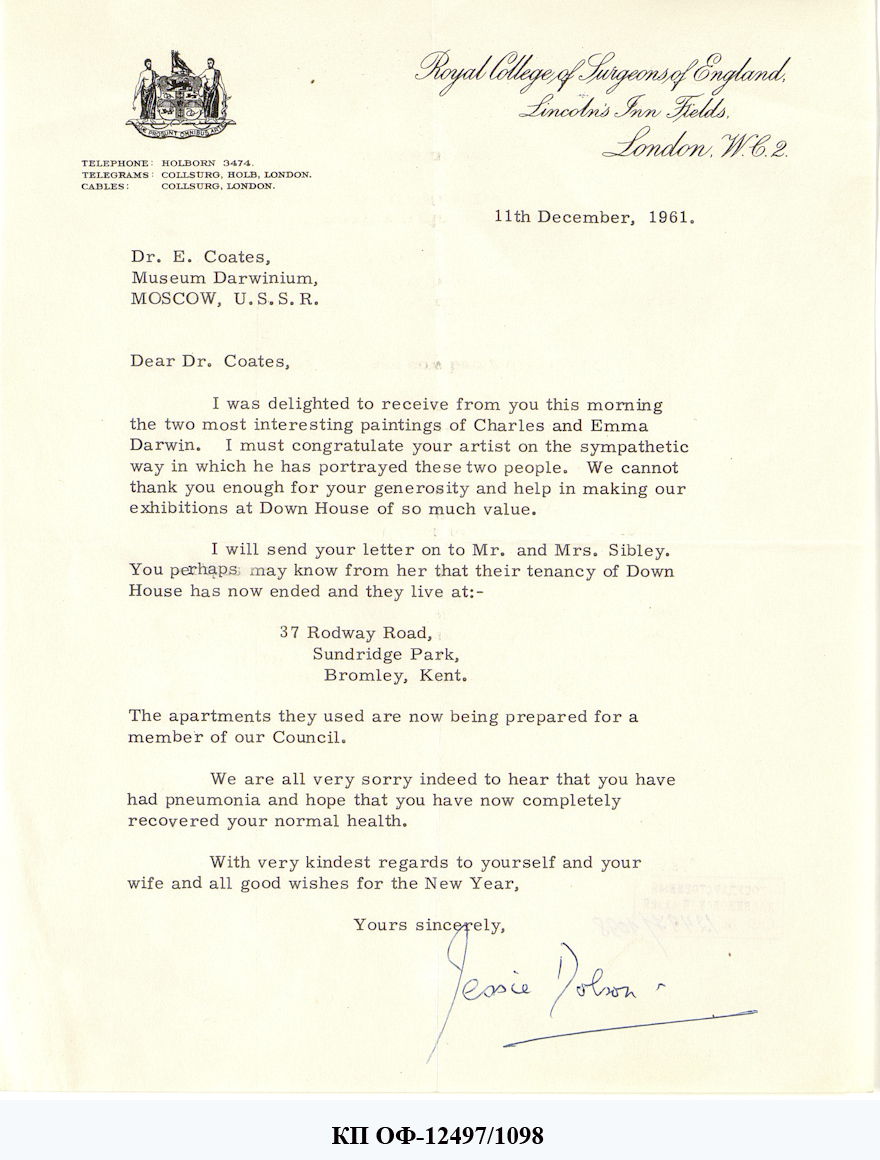 Royal College of Surgeons of England,
Lincoln's Inn Fields,
London, W.C.2.
PROSUNT OMNIBUS ARTES
TELEPHONE: HOLBORN 3474.
TELEGRAMS: COLLSURG, HOLB, LONDON.
CABLES: COLLSURG, LONDON.
11th December, 1961.
Dr. E. Coates,
Museum Darwinium,
MOSCOW, U.S.S.R.
Dear Dr. Coates,
I was delighted to receive from you this morning
the two most interesting paintings of Charles and Emma
Darwin. I must congratulate your artist on the sympathetic
way in which he has portrayed these two people. We cannot
thank you enough for your generosity and help in making our
exhibitions at Down House of so much value.
I will send your letter on to Mr. and Mrs. Sibley.
You perhaps may know from her that their tenancy of Down
House has now ended and they live at:-
37 Rodway Road,
Sundridge Park,
Bromley, Kent.
The apartments they used are now being prepared for a
member of our Council.
We are all very sorry indeed to hear that you have
had pneumonia and hope that you have now completely
recovered your normal health.
With very kindest regards to yourself and your
wife and all good wishes for the New Year,
Yours sincerely,
Jessie Dobson
КП ОФ-12497/1098